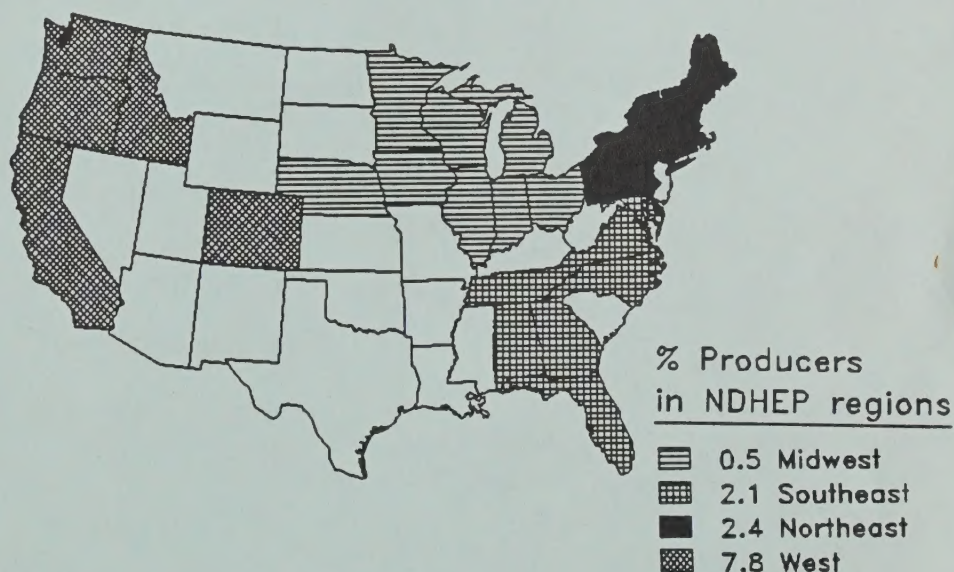 % Producers
in NDHEP regions
0.5 Midwest
2.1 Southeast
2.4 Northeast
7.8 West